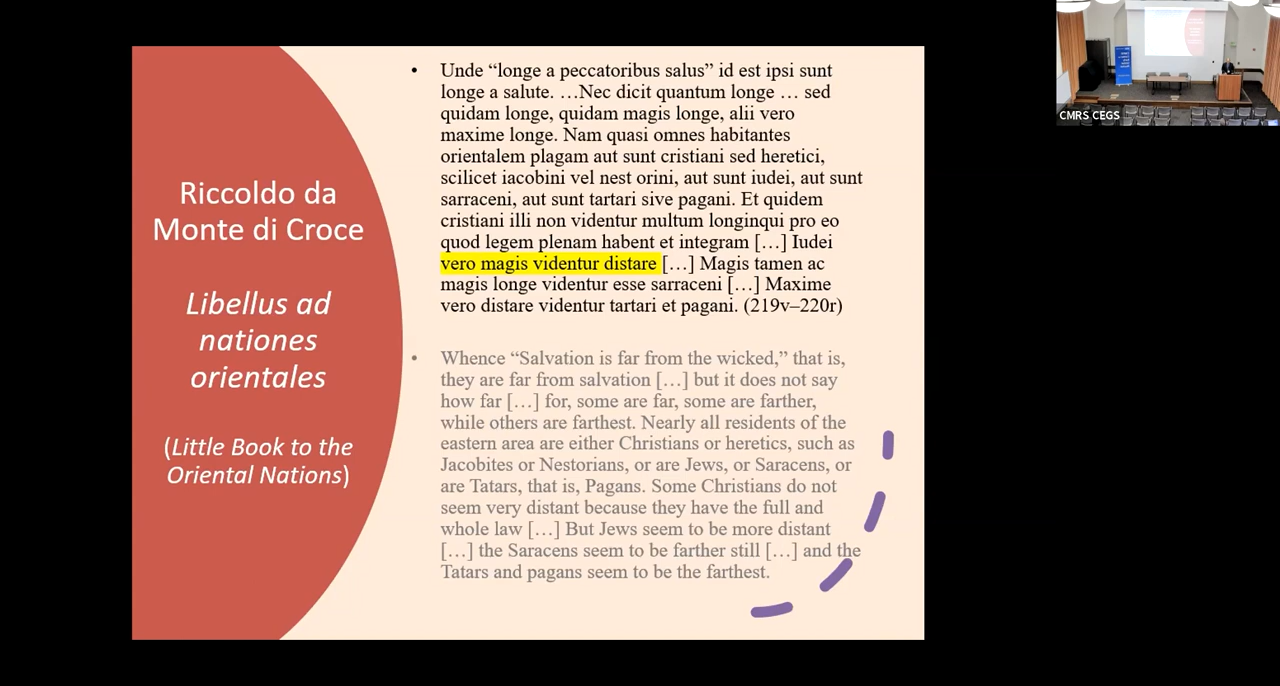 Riccoldo da
Monte di Croce
Libellus ad
nationes
orientales
(Little Book to the
Oriental Nations)
• Unde “longe a peccatoribus salus” id est ipsi sunt
longe a salute. …Nec dicit quantum longe … sed
quidam longe, quidam magis longe, alii vero
maxime longe. Nam quasi omnes habitantes
orientalem plagam aut sunt cristiani sed heretici,
scilicet iacobini vel nest orini, aut sunt iudei, aut sunt
sarraceni, aut sunt tartari sive pagani. Et quidem
cristiani illi non videntur multum longinqui pro eo
quod legem plenam habent et integram […] Iudei
vero magis videntur distare […] Magis tamen ac
magis longe videntur esse sarraceni […] Maxime
vero distare videntur tartari et pagani. (219v–220r)
• Whence “Salvation is far from the wicked,” that is,
they are far from salvation […] but it does not say
how far […] for, some are far, some are farther,
while others are farthest. Nearly all residents of the
eastern area are either Christians or heretics, such as
Jacobites or Nestorians, or are Jews, or Saracens, or
are Tatars, that is, Pagans. Some Christians do not
seem very distant because they have the full and
whole law […] But Jews seem to be more distant
[…] the Saracens seem to be farther still […] and the
Tatars and pagans seem to be the farthest.
CMRS CEGS